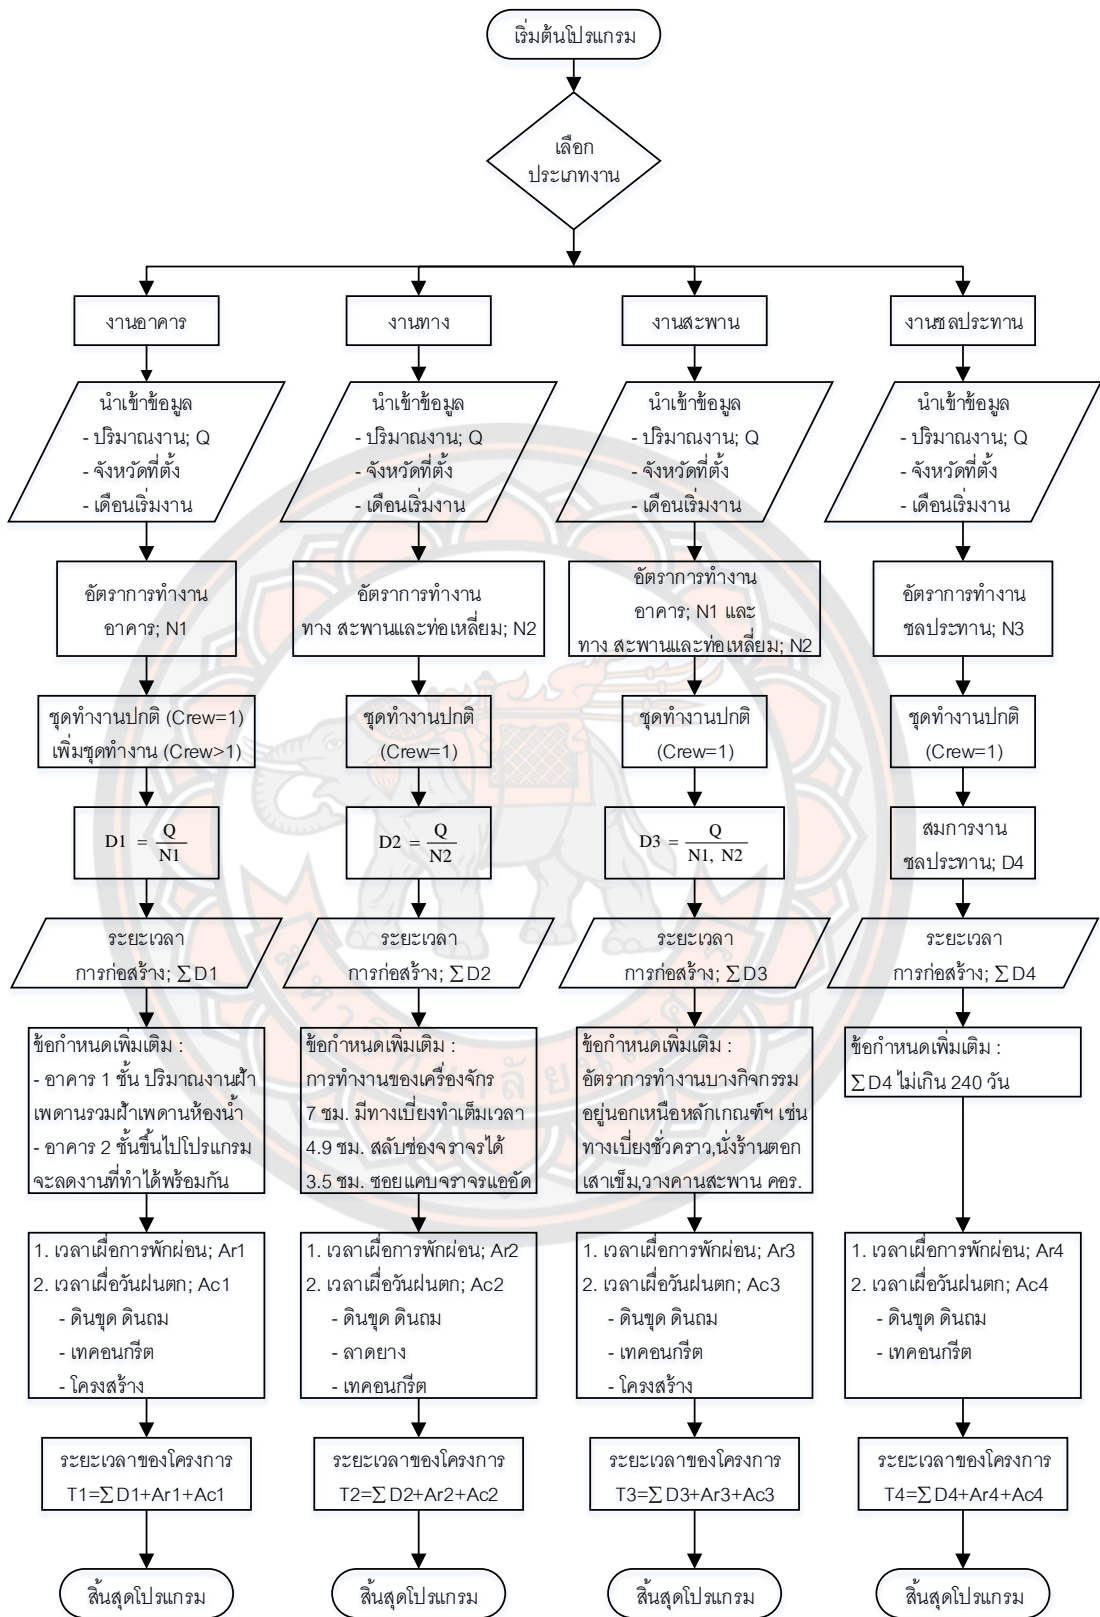 เริ่มต้นโปรแกรม
เลือก
ประเภทงาน
งานอาคาร
นำเข้าข้อมูล
- ปริมาณงาน; Q
- จังหวัดที่ตั้ง
- เดือนเริ่มงาน
อัตราการทำงาน
อาคาร; N1
ชุดทำงานปกติ (Crew=1)
เพิ่มชุดทำงาน (Crew>1)
D1 = Q/N1
ระยะเวลา
การก่อสร้าง; ∑D1
ข้อกำหนดเพิ่มเติม :
- อาคาร 1 ชั้น ปริมาณงานฝ้า
เพดานรวมฝ้าเพดานห้องน้ำ
- อาคาร 2 ชั้นขึ้นไปโปรแกรม
จะลดงานที่ทำได้พร้อมกัน
1. เวลาเผื่อการพักผ่อน; Ar1
2. เวลาเผื่อวันฝนตก; Ac1
- ดินขุด ดินถม
- เทคอนกรีต
- โครงสร้าง
ระยะเวลาของโครงการ
T1=∑D1+Ar1+Ac1
สิ้นสุดโปรแกรม
งานทาง
นำเข้าข้อมูล
- ปริมาณงาน; Q
- จังหวัดที่ตั้ง
- เดือนเริ่มงาน
อัตราการทำงาน
ทาง สะพานและท่อเหลี่ยม; N2
ชุดทำงานปกติ
(Crew=1)
D2 = Q/N2
ระยะเวลา
การก่อสร้าง; ∑D2
ข้อกำหนดเพิ่มเติม :
การทำงานของเครื่องจักร
7 ชม. มีทางเบี่ยงทำเต็มเวลา
4.9 ชม. สลับช่องจราจรได้
3.5 ชม. ซอยแคบจราจรแออัด
1. เวลาเผื่อการพักผ่อน; Ar2
2. เวลาเผื่อวันฝนตก; Ac2
- ดินขุด ดินถม
- ลาดยาง
- เทคอนกรีต
ระยะเวลาของโครงการ
T2=∑D2+Ar2+Ac2
สิ้นสุดโปรแกรม
งานสะพาน
นำเข้าข้อมูล
- ปริมาณงาน; Q
- จังหวัดที่ตั้ง
- เดือนเริ่มงาน
อัตราการทำงาน
อาคาร; N1 และ
ทาง สะพานและท่อเหลี่ยม; N2
ชุดทำงานปกติ
(Crew=1)
D3 = Q/N1, N2
ระยะเวลา
การก่อสร้าง; ∑D3
ข้อกำหนดเพิ่มเติม :
อัตราการทำงานบางกิจกรรม
อยู่นอกเหนือหลักเกณฑ์ฯ เช่น
ทางเบี่ยงชั่วคราว,นั่งร้านตอก
เสาเข็ม,วางคานสะพาน คอร.
1. เวลาเผื่อการพักผ่อน; Ar3
2. เวลาเผื่อวันฝนตก; Ac3
- ดินขุด ดินถม
- เทคอนกรีต
- โครงสร้าง
ระยะเวลาของโครงการ
T3=∑D3+Ar3+Ac3
สิ้นสุดโปรแกรม
งานชลประทาน
นำเข้าข้อมูล
- ปริมาณงาน; Q
- จังหวัดที่ตั้ง
- เดือนเริ่มงาน
อัตราการทำงาน
ชลประทาน; N3
ชุดทำงานปกติ
(Crew=1)
สมการงาน
ชลประทาน; D4
ระยะเวลา
การก่อสร้าง; ∑D4
ข้อกำหนดเพิ่มเติม :
∑D4 ไม่เกิน 240 วัน
1. เวลาเผื่อการพักผ่อน; Ar4
2. เวลาเผื่อวันฝนตก; Ac4
- ดินขุด ดินถม
- เทคอนกรีต
ระยะเวลาของโครงการ
T4=∑D4+Ar4+Ac4
สิ้นสุดโปรแกรม